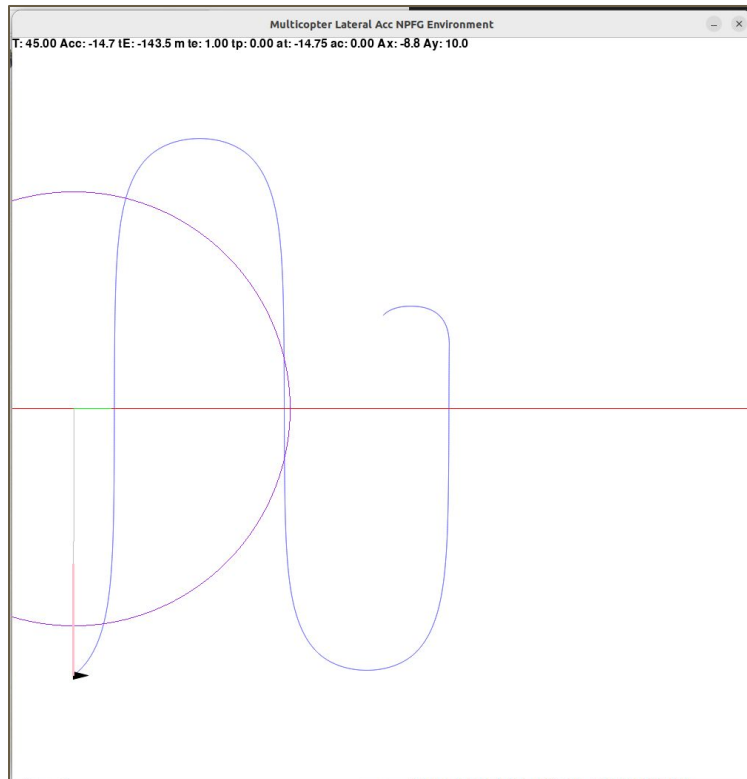 Multicopter Lateral Acc NPFG Environment
T: 45.00 Acc: -14.7 tE: -143.5 m te: 1.00 tp: 0.00 at: -14.75 ac: 0.00 Ax: -8.8 Ay: 10.0